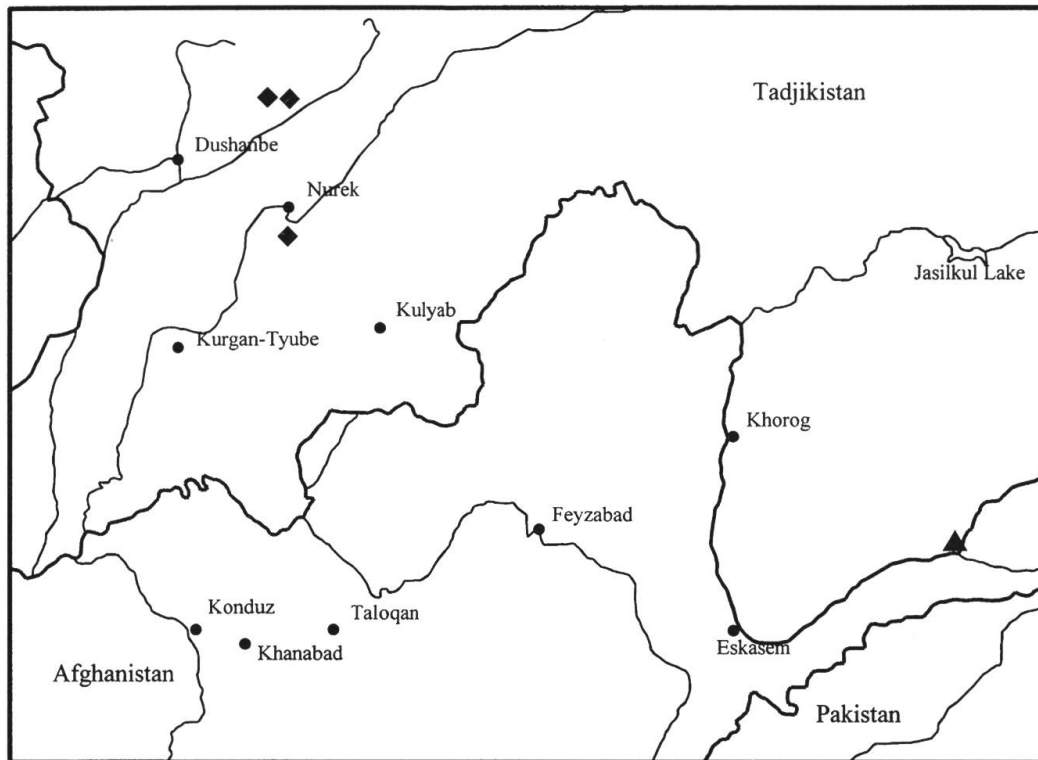 Tadjikistan
Dushanbe
Nurek
Jasilkul Lake
Kulyab
Kurgan-Tyube
Khorog
Feyzabad
Konduz
Taloqan
Khanabad
Eskasem
Afghanistan
Pakistan